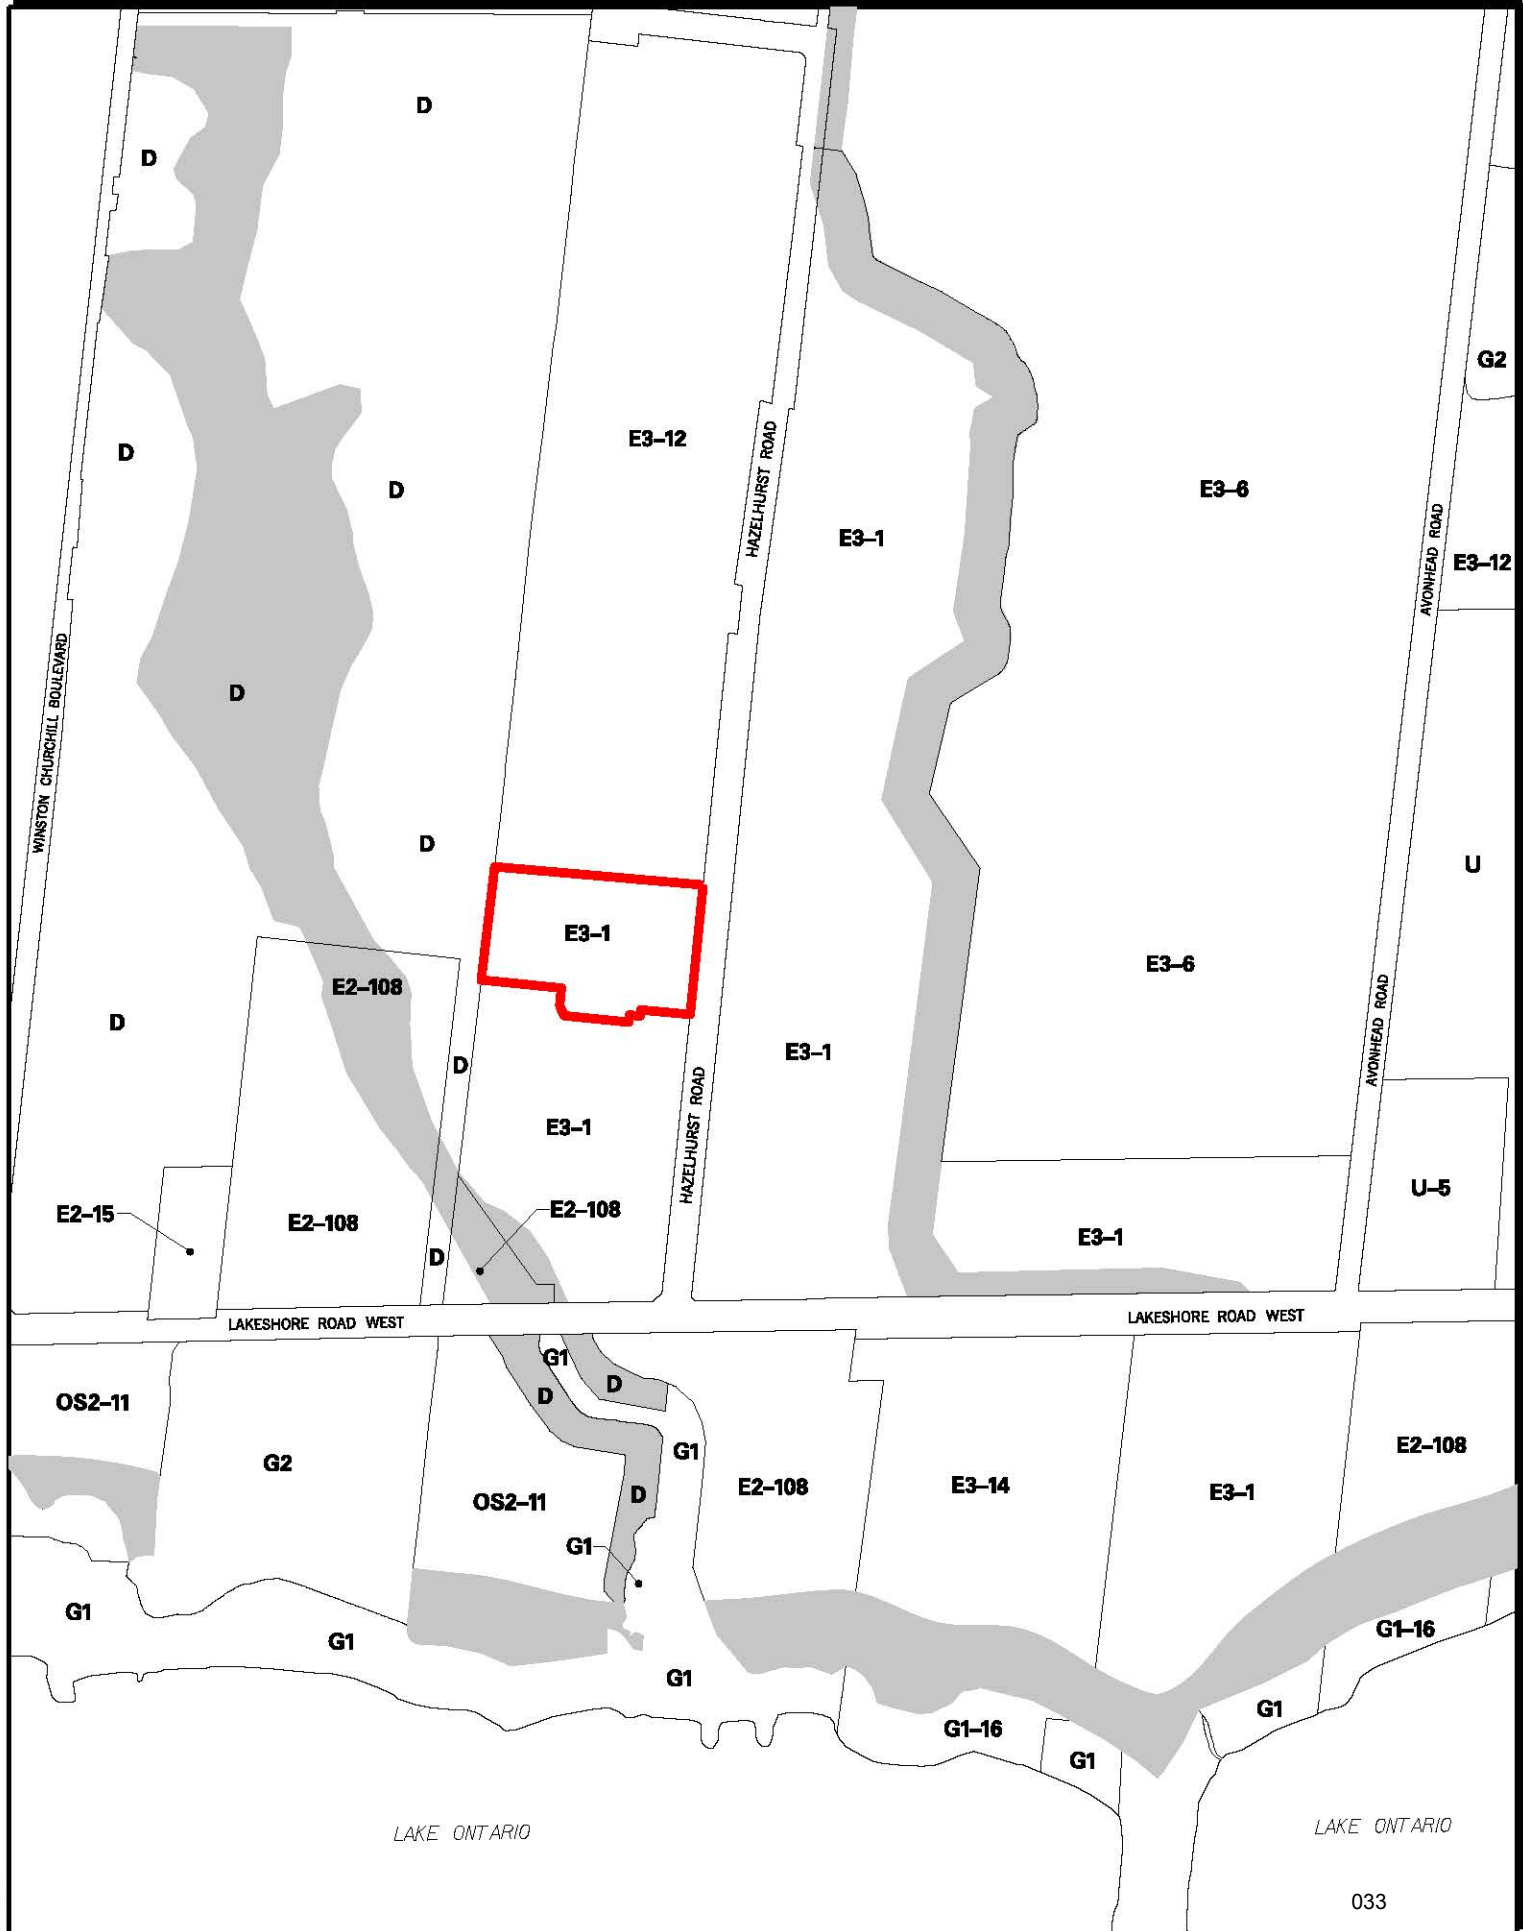 D
D
G2
E3-12
D
HAZELHURST ROAD
E3-6
D
E3-1
AVONHEAD ROAD
E3-12
WINSTON CHURCHILL BOULEVARD
D
D
U
E3-1
E3-6
E2-108
D
AVONHEAD ROAD
E3-1
D
HAZELHURST ROAD
E3-1
U-5
E2-15
E2-108
E2-108
E3-1
D
LAKESHORE ROAD WEST
LAKESHORE ROAD WEST
G1
D
D
OS2-11
G1
E2-108
G2
E2-108
E3-14
E3-1
D
OS2-11
G1
G1
G1
G1-16
G1
G1
G1-16
G1
LAKE ONTARIO
LAKE ONTARIO
033